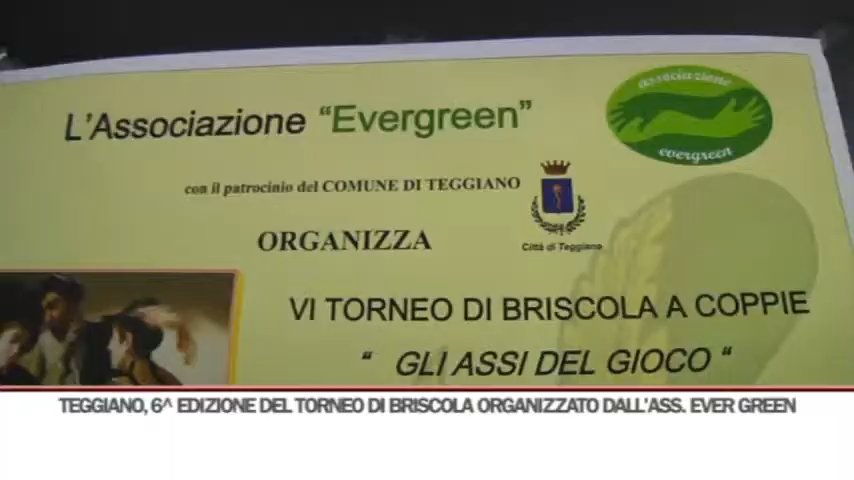 L'Associazione "Evergreen"
associazione
evergreen
con il patrocinio del COMUNE DI TEGGIANO
Città di Teggiano
ORGANIZZA
VI TORNEO DI BRISCOLA A COPPIE
" GLI ASSI DEL GIOCO "
TEGGIANO, 6^ EDIZIONE DEL TORNEO DI BRISCOLA ORGANIZZATO DALL'ASS. EVER GREEN